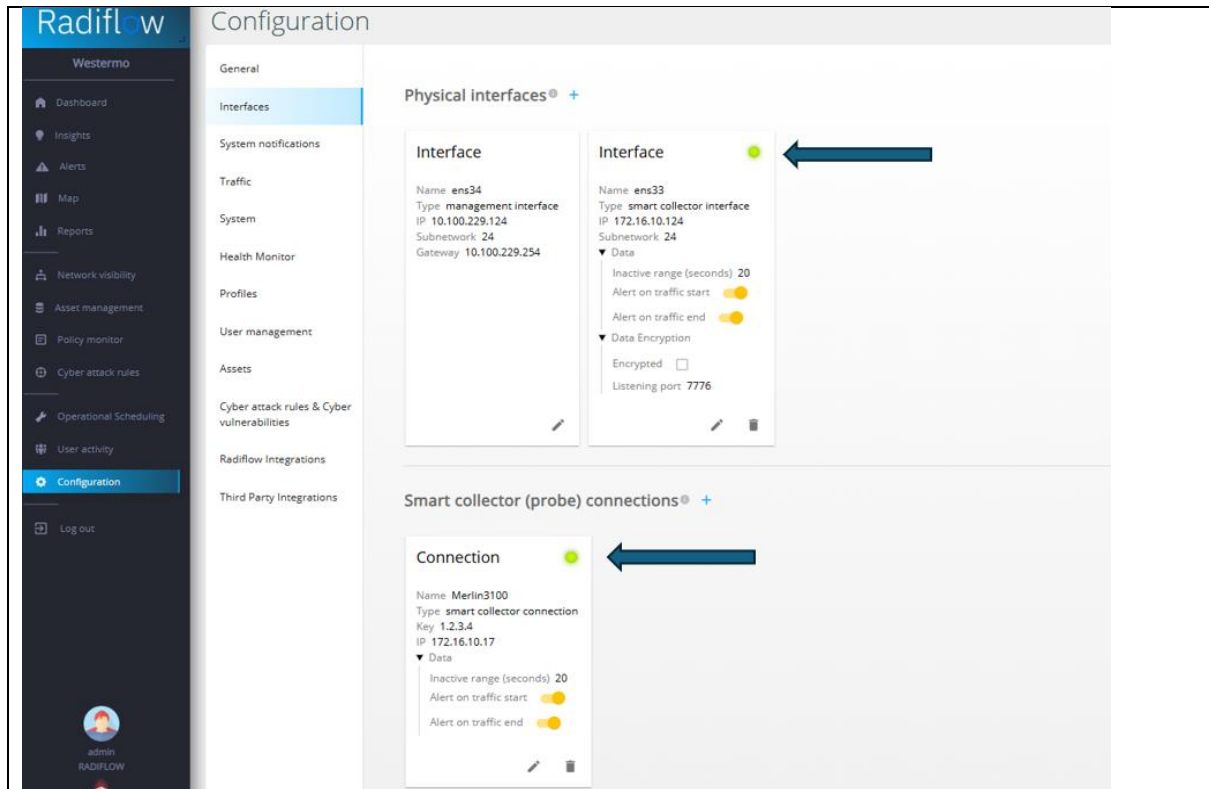 Radiflow
Westermo
Dashboard
Insights
Alerts
Map
Reports
Network visibility
Asset management
Policy monitor
Cyber attack rules
Operational Scheduling
User activity
Configuration
Log out
admin
RADIFLOW
Configuration
General
Interfaces
System notifications
Traffic
System
Health Monitor
Profiles
User management
Assets
Cyber attack rules & Cyber
vulnerabilities
Radiflow Integrations
Third Party Integrations
Physical interfaces +
Interface
Name ens34
Type management interface
IP 10.100.229.124
Subnetwork 24
Gateway 10.100.229.254
Interface
Name ens33
Type smart collector interface
IP 172.16.10.124
Subnetwork 24
Data
Inactive range (seconds) 20
Alert on traffic start
Alert on traffic end
Data Encryption
Encrypted
Listening port 7776
Smart collector (probe) connections +
Connection
Name Merlin3100
Type smart collector connection
Key 1.2.3.4
IP 172.16.10.17
Data
Inactive range (seconds) 20
Alert on traffic start
Alert on traffic end